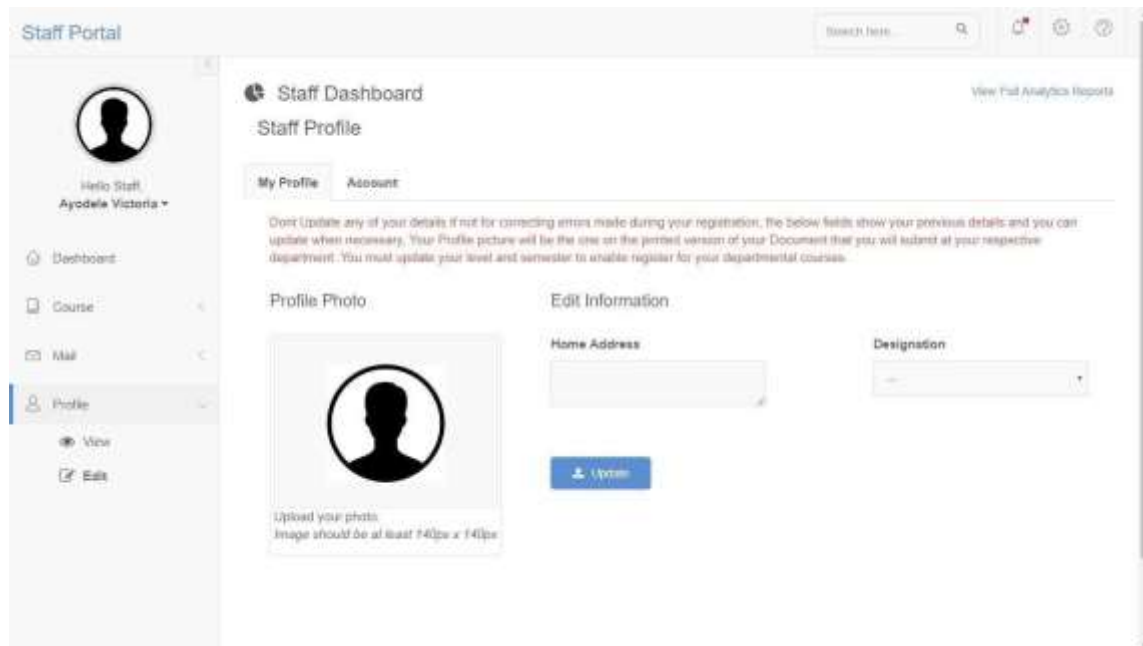 Staff Portal
Search here...
Staff Dashboard
View Full Analytics Reports
Staff Profile
Hello Staff,
Ayodele Victoria
My Profile
Account
Dont Update any of your details if not for correcting errors made during your registration, the below fields show your previous details and you can
update when necessary, Your Profile picture will be the one on the printed version of your Document that you will submit at your respective
department. You must update your level and semester to enable register for your departmental courses.
Dashboard
Course
Mail
Profile
View
Edit
Profile Photo
Upload your photo.
Image should be at least 140px x 140px
Edit Information
Home Address
Designation
---
Update